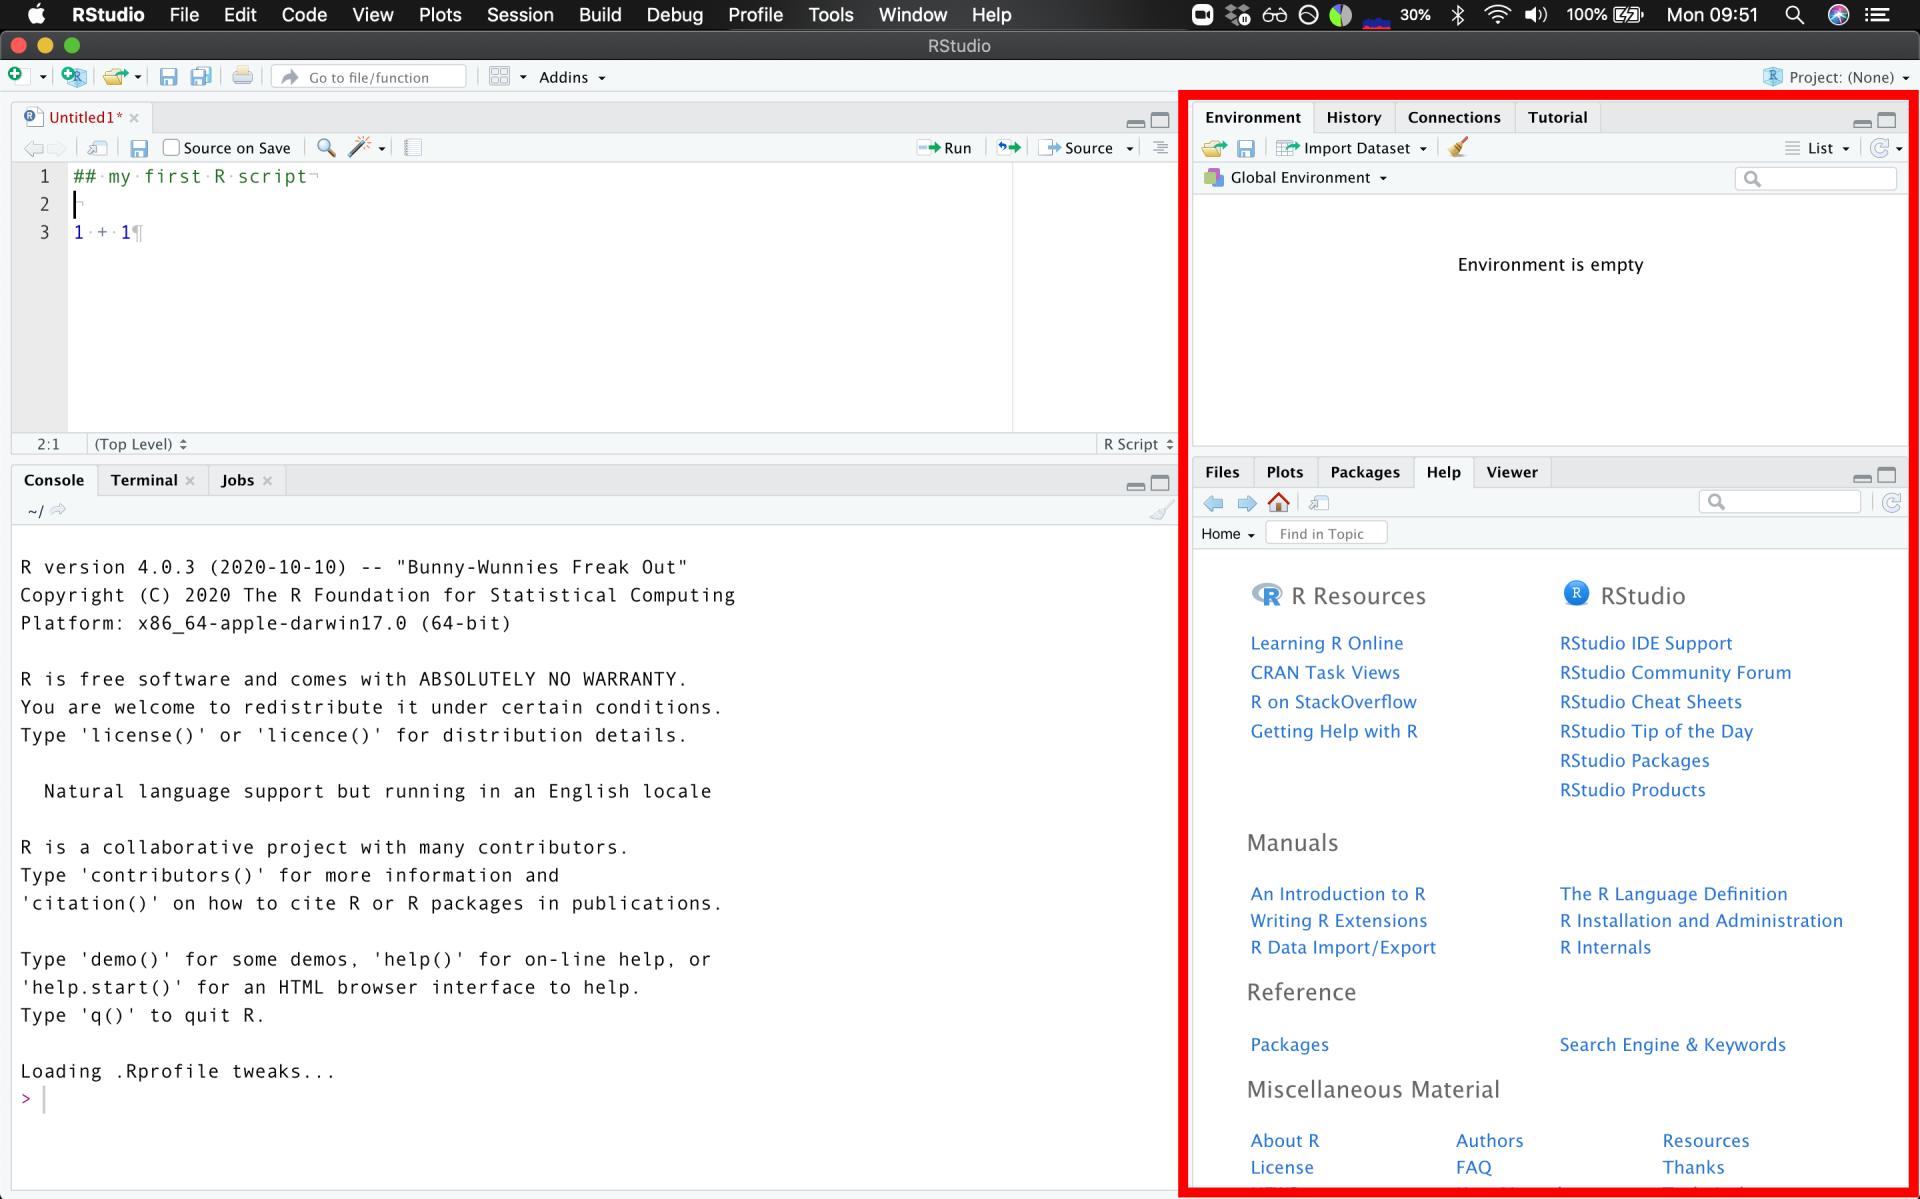 RStudio File Edit Code View Plots Session Build Debug Profile Tools Window Help 30% 100% Mon 09:51
RStudio
Go to file/function Addins Project: (None)
Untitled1*
Source on Save Run Source
1 ## my first R script
2
3 1 + 1
2:1 (Top Level) R Script
Console Terminal Jobs
~/
R version 4.0.3 (2020-10-10) -- "Bunny-Wunnies Freak Out"
Copyright (C) 2020 The R Foundation for Statistical Computing
Platform: x86_64-apple-darwin17.0 (64-bit)
R is free software and comes with ABSOLUTELY NO WARRANTY.
You are welcome to redistribute it under certain conditions.
Type 'license()' or 'licence()' for distribution details.
Natural language support but running in an English locale
R is a collaborative project with many contributors.
Type 'contributors()' for more information and
'citation()' on how to cite R or R packages in publications.
Type 'demo()' for some demos, 'help()' for on-line help, or
'help.start()' for an HTML browser interface to help.
Type 'q()' to quit R.
Loading .Rprofile tweaks...
>
Environment History Connections Tutorial
Import Dataset List
Global Environment
Environment is empty
Files Plots Packages Help Viewer
Home Find in Topic
R Resources RStudio
Learning R Online RStudio IDE Support
CRAN Task Views RStudio Community Forum
R on StackOverflow RStudio Cheat Sheets
Getting Help with R RStudio Tip of the Day
RStudio Packages
RStudio Products
Manuals
An Introduction to R The R Language Definition
Writing R Extensions R Installation and Administration
R Data Import/Export R Internals
Reference
Packages Search Engine & Keywords
Miscellaneous Material
About R Authors Resources
License FAQ Thanks